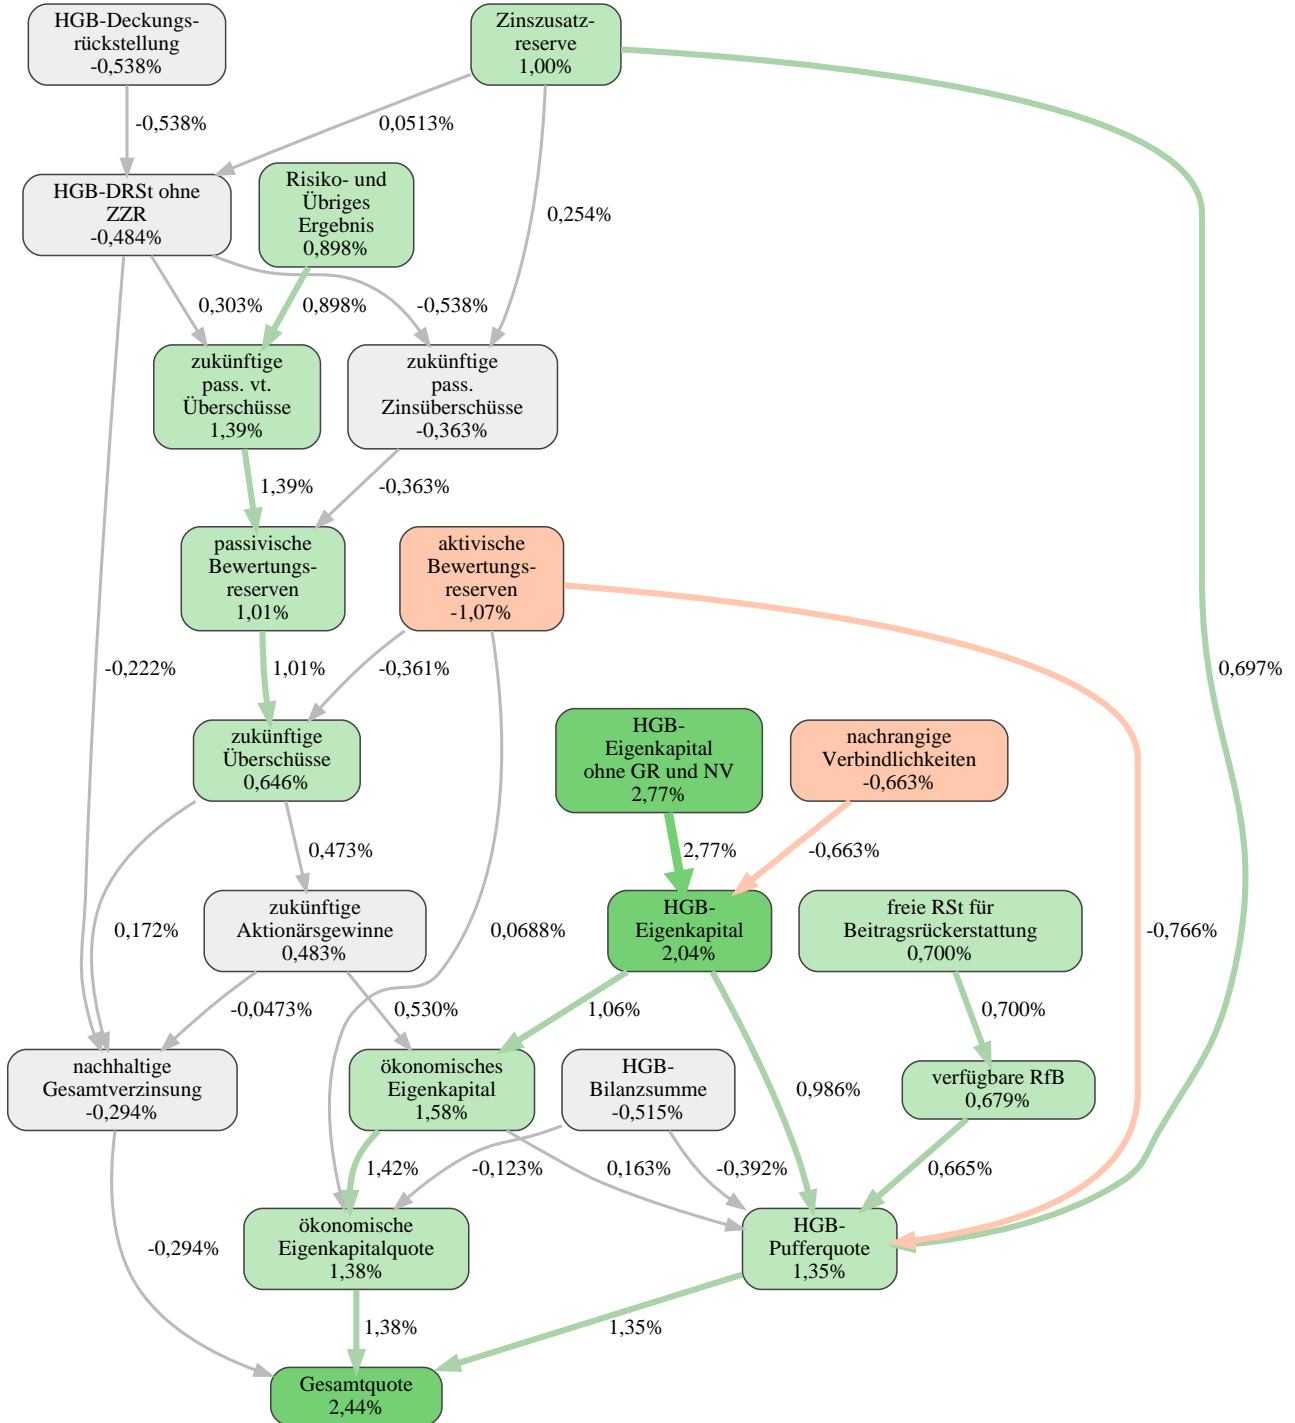 HGB-Deckungs-
rückstellung
-0,538%
Zinszusatz-
reserve
1,00%
-0,538%
0,0513%
HGB-DRSt ohne
ZZR
-0,484%
Risiko- und
Übriges
Ergebnis
0,898%
0,254%
0,303%
0,898%
-0,538%
zukünftige
pass. vt.
Überschüsse
1,39%
zukünftige
pass.
Zinsüberschüsse
-0,363%
1,39%
-0,363%
passivische
Bewertungs-
reserven
1,01%
aktivische
Bewertungs-
reserven
-1,07%
-0,222%
1,01%
-0,361%
0,697%
zukünftige
Überschüsse
0,646%
HGB-
Eigenkapital
ohne GR und NV
2,77%
nachrangige
Verbindlichkeiten
-0,663%
0,473%
2,77%
-0,663%
0,172%
zukünftige
Aktionärsgewinne
0,483%
0,0688%
HGB-
Eigenkapital
2,04%
freie RSt für
Beitragsrückerstattung
0,700%
-0,766%
-0,0473%
0,530%
1,06%
0,700%
nachhaltige
Gesamtverzinsung
-0,294%
ökonomisches
Eigenkapital
1,58%
HGB-
Bilanzsumme
-0,515%
0,986%
verfügbare RfB
0,679%
1,42%
-0,123%
0,163%
-0,392%
0,665%
-0,294%
ökonomische
Eigenkapitalquote
1,38%
HGB-
Pufferquote
1,35%
1,38%
1,35%
Gesamtquote
2,44%